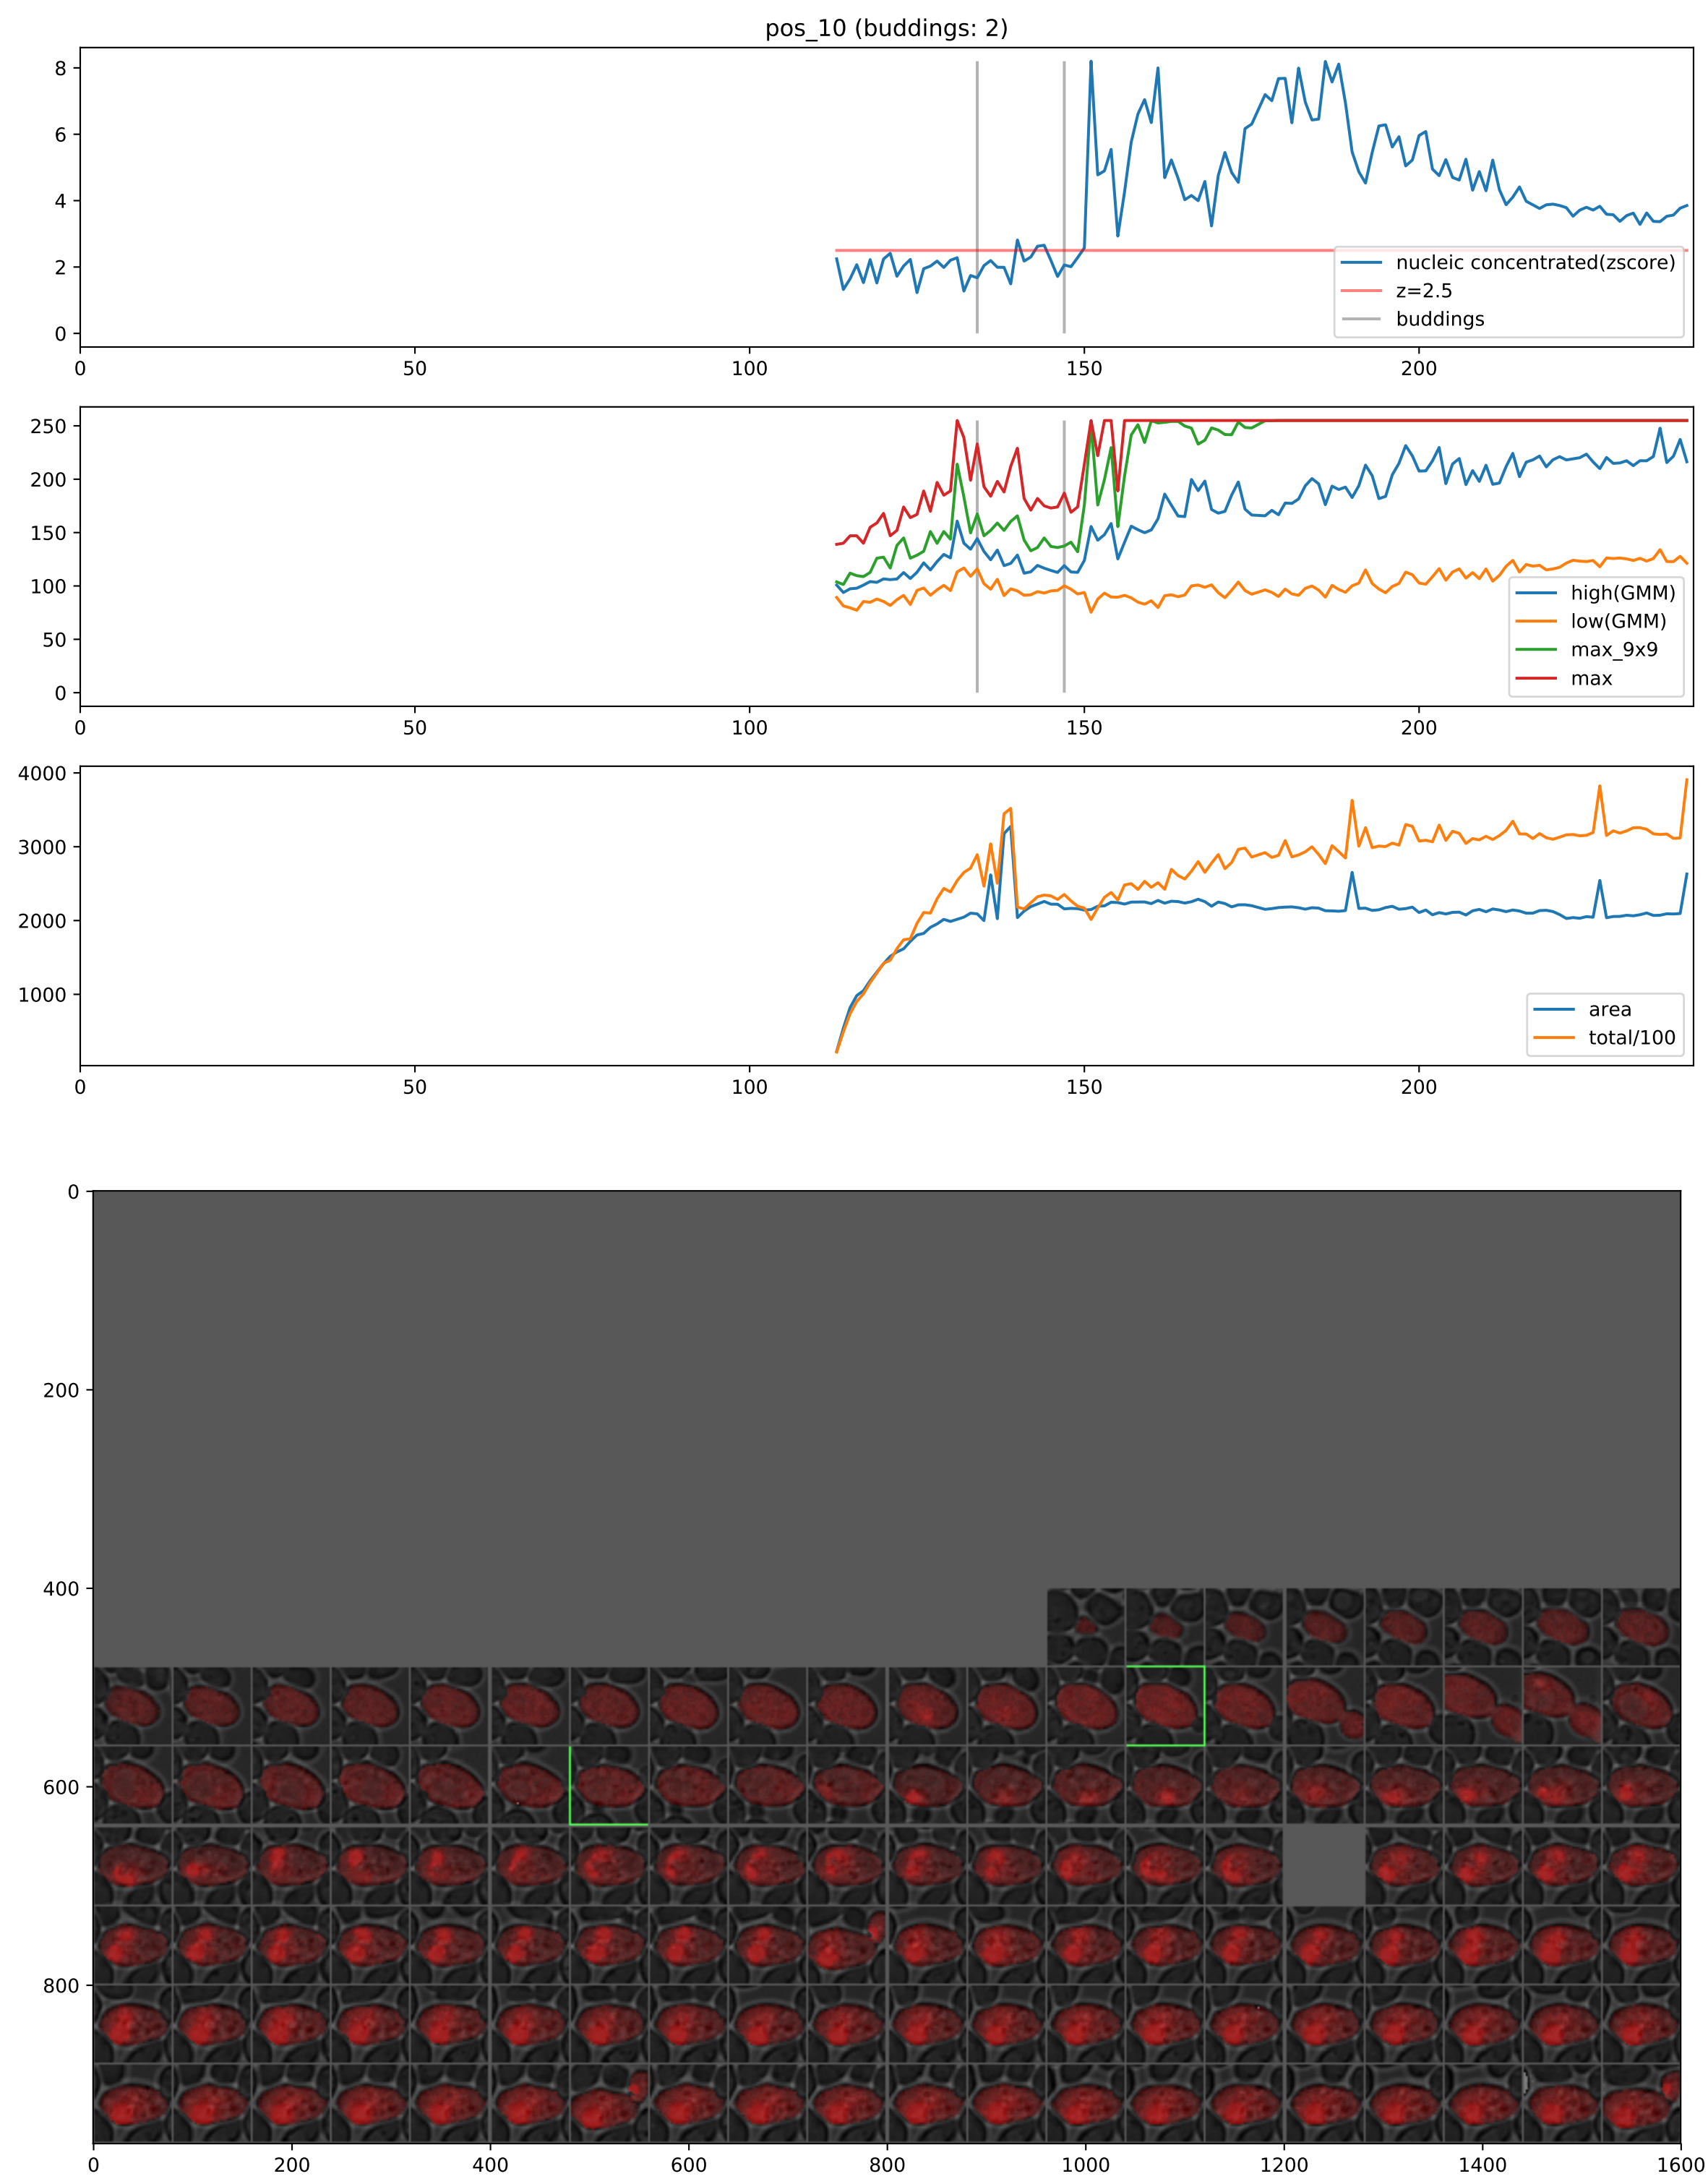 pos_10 (buddings: 2)
8
6
4
2
0
nucleic concentrated(zscore)
z=2.5
buddings
0 50 100 150 200
250
200
150
100
50
0
high(GMM)
low(GMM)
max_9x9
max
0 50 100 150 200
4000
3000
2000
1000
area
total/100
0 50 100 150 200
0
200
400
600
800
0 200 400 600 800 1000 1200 1400 1600